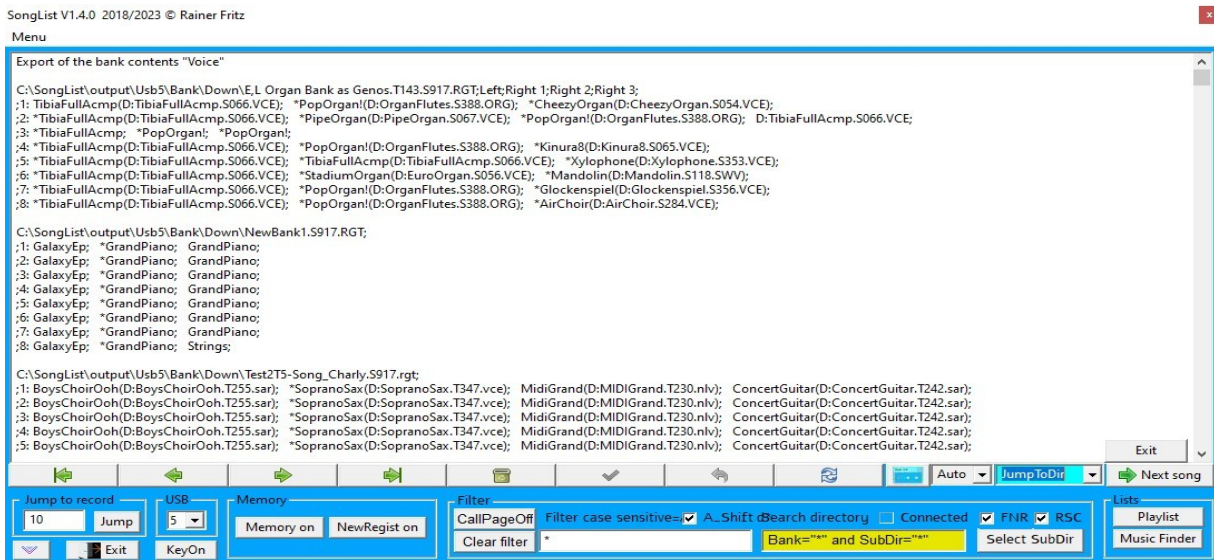 SongList V1.4.0 2018/2023 © Rainer Fritz
x
Menu
Export of the bank contents "Voice"
C:\SongList\output\Usb5\Bank\Down\E,L Organ Bank as Genos.T143.S917.RGT;Left;Right 1;Right 2;Right 3;
;1: TibiaFullAcmp(D:TibiaFullAcmp.S066.VCE); *PopOrgan!(D:OrganFlutes.S388.ORG); *CheezyOrgan(D:CheezyOrgan.S054.VCE);
;2: *TibiaFullAcmp(D:TibiaFullAcmp.S066.VCE); *PipeOrgan(D:PipeOrgan.S067.VCE); *PopOrgan!(D:OrganFlutes.S388.ORG); D:TibiaFullAcmp.S066.VCE;
;3: *TibiaFullAcmp; *PopOrgan!; *PopOrgan!;
;4: *TibiaFullAcmp(D:TibiaFullAcmp.S066.VCE); *PopOrgan!(D:OrganFlutes.S388.ORG); *Kinura8(D:Kinura8.S065.VCE);
;5: *TibiaFullAcmp(D:TibiaFullAcmp.S066.VCE); *TibiaFullAcmp(D:TibiaFullAcmp.S066.VCE); *Xylophone(D:Xylophone.S353.VCE);
;6: *TibiaFullAcmp(D:TibiaFullAcmp.S066.VCE); *StadiumOrgan(D:EuroOrgan.S056.VCE); *Mandolin(D:Mandolin.S118.SWV);
;7: *TibiaFullAcmp(D:TibiaFullAcmp.S066.VCE); *PopOrgan!(D:OrganFlutes.S388.ORG); *Glockenspiel(D:Glockenspiel.S356.VCE);
;8: *TibiaFullAcmp(D:TibiaFullAcmp.S066.VCE); *PopOrgan!(D:OrganFlutes.S388.ORG); *AirChoir(D:AirChoir.S284.VCE);
C:\SongList\output\Usb5\Bank\Down\NewBank1.S917.RGT;
;1: GalaxyEp; *GrandPiano; GrandPiano;
;2: GalaxyEp; *GrandPiano; GrandPiano;
;3: GalaxyEp; *GrandPiano; GrandPiano;
;4: GalaxyEp; *GrandPiano; GrandPiano;
;5: GalaxyEp; *GrandPiano; GrandPiano;
;6: GalaxyEp; *GrandPiano; GrandPiano;
;7: GalaxyEp; *GrandPiano; GrandPiano;
;8: GalaxyEp; *GrandPiano; Strings;
C:\SongList\output\Usb5\Bank\Down\Test2T5-Song_Charly.S917.rgt;
;1: BoysChoirOoh(D:BoysChoirOoh.T255.sar); *SopranoSax(D:SopranoSax.T347.vce); MidiGrand(D:MIDIGrand.T230.nlv); ConcertGuitar(D:ConcertGuitar.T242.sar);
;2: BoysChoirOoh(D:BoysChoirOoh.T255.sar); *SopranoSax(D:SopranoSax.T347.vce); MidiGrand(D:MIDIGrand.T230.nlv); ConcertGuitar(D:ConcertGuitar.T242.sar);
;3: BoysChoirOoh(D:BoysChoirOoh.T255.sar); *SopranoSax(D:SopranoSax.T347.vce); MidiGrand(D:MIDIGrand.T230.nlv); ConcertGuitar(D:ConcertGuitar.T242.sar);
;4: BoysChoirOoh(D:BoysChoirOoh.T255.sar); *SopranoSax(D:SopranoSax.T347.vce); MidiGrand(D:MIDIGrand.T230.nlv); ConcertGuitar(D:ConcertGuitar.T242.sar);
;5: BoysChoirOoh(D:BoysChoirOoh.T255.sar); *SopranoSax(D:SopranoSax.T347.vce); MidiGrand(D:MIDIGrand.T230.nlv); ConcertGuitar(D:ConcertGuitar.T242.sar);
Exit
Auto JumpToDir Next song
Jump to record USB Memory Filter Lists
10 Jump 5 Memory on NewRegist on CallPageOff Filter case sensitive= A_Shift Search directory Connected FNR RSC Playlist
Exit KeyOn Clear filter * Bank="*" and SubDir="*" Select SubDir Music Finder